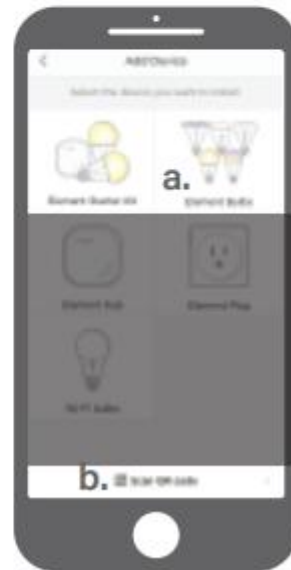 Add Device
Select the device you want to install
a.
Element Starter Kit
Element Bulbs
Element Hub
Element Plug
Wi-Fi bulbs
b. Scan QR code